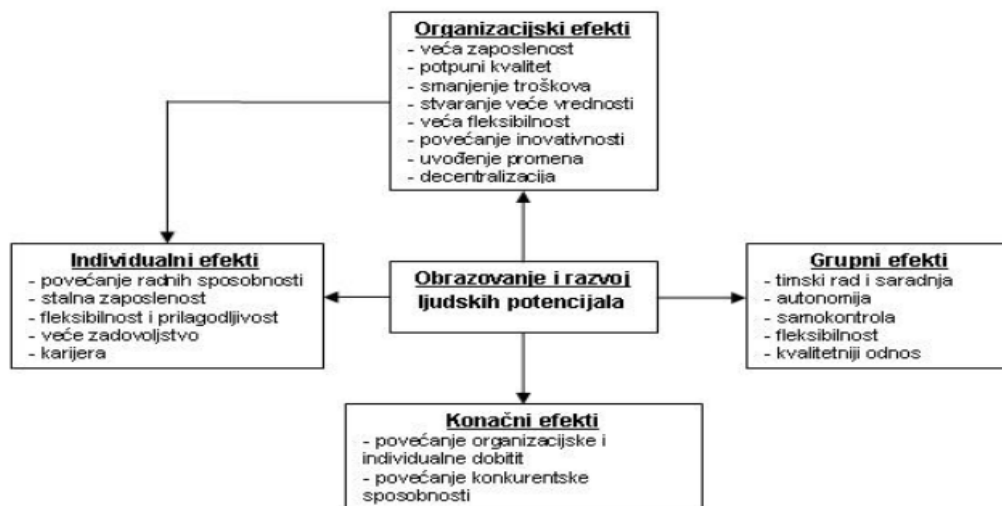 Organizacijski efekti
- veća zaposlenost
- potpuni kvalitet
- smanjenje troškova
- stvaranje veće vrednosti
- veća fleksibilnost
- povećanje inovativnosti
- uvođenje promena
- decentralizacija
Individualni efekti
- povećanje radnih sposobnosti
- stalna zaposlenost
- fleksibilnost i prilagodljivost
- veće zadovoljstvo
- karijera
Obrazovanje i razvoj
ljudskih potencijala
Grupni efekti
- timski rad i saradnja
- autonomija
- samokontrola
- fleksibilnost
- kvalitetniji odnos
Konačni efekti
- povećanje organizacijske i
individualne dobitit
- povećanje konkurentske
sposobnosti